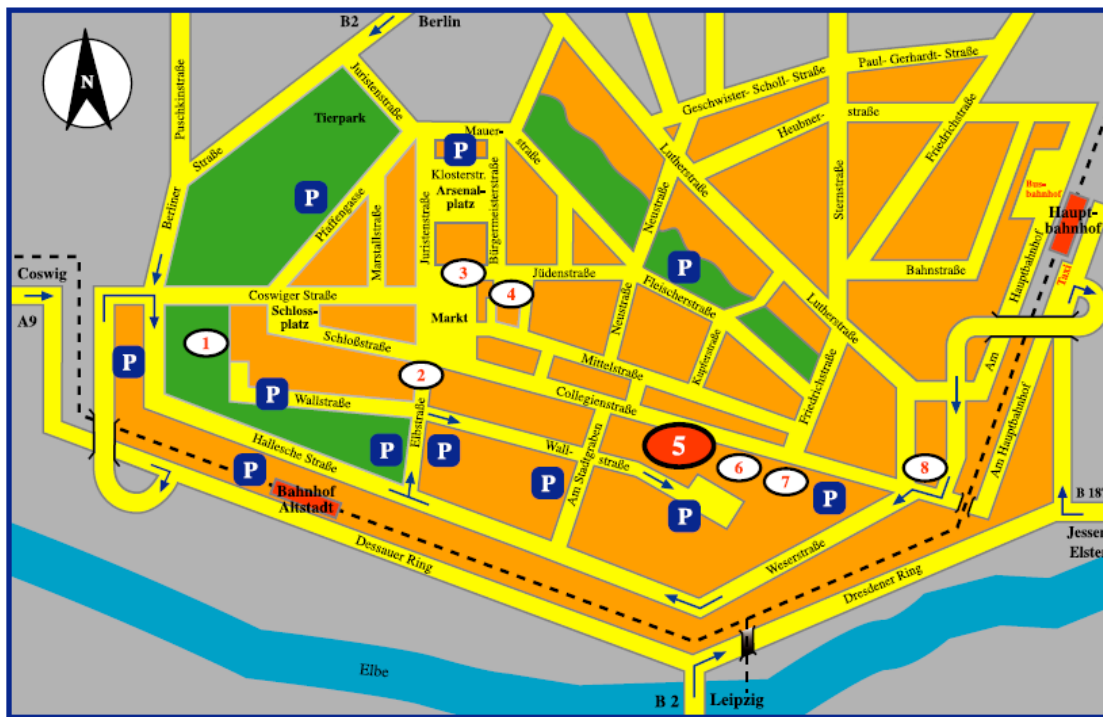 B2
Berlin
N
Puschkinstraße
Juristenstraße
Tierpark
Straße
Berliner
P
Mauer-
straße
P
Klosterstr.
Arsenal-
platz
Pfaffengasse
Marstallstraße
Juristenstraße
Bürgermeisterstraße
Geschwister- Scholl- Straße
Paul- Gerhardt- Straße
Heubner-
straße
Friedrichstraße
Lutherstraße
Sternstraße
Neustraße
Bus-
bahnhof
Haupt-
bahnhof
Taxi
Hauptbahnhof
Am
Bahnstraße
P
Coswig
A9
Coswiger Straße
Schloss-
platz
Schloßstraße
Markt
3
4
Jüdenstraße
Fleischerstraße
Neustraße
Lutherstraße
1
2
P
P
Wallstraße
Mittelstraße
Kupferstraße
Collegienstraße
Friedrichstraße
Am Hauptbahnhof
Elbstraße
Hallesche Straße
P
P
P
Bahnhof
Altstadt
Wall-
straße
Am Stadtgraben
P
5
6
7
8
P
P
B 187
Jessen
Elster
Weserstraße
Dessauer Ring
Dresdener Ring
Elbe
B 2
Leipzig